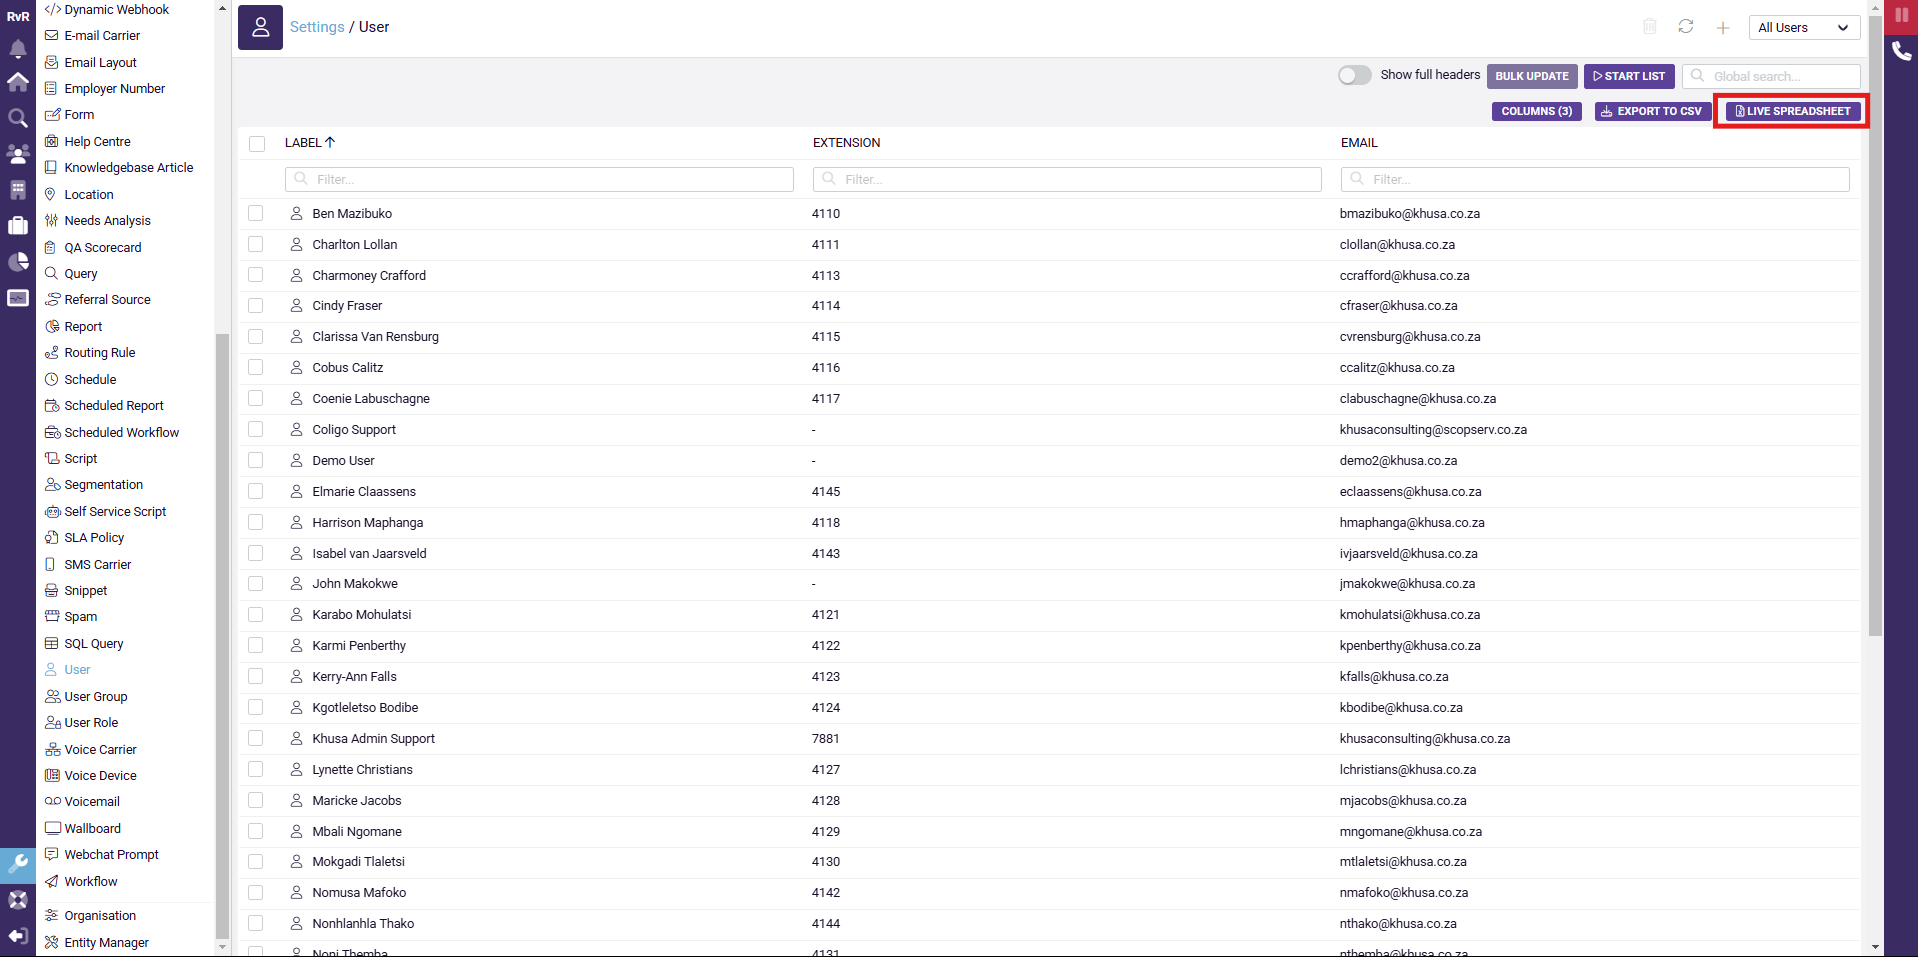 RvR
Dynamic Webhook
E-mail Carrier
Email Layout
Employer Number
Form
Help Centre
Knowledgebase Article
Location
Needs Analysis
QA Scorecard
Query
Referral Source
Report
Routing Rule
Schedule
Scheduled Report
Scheduled Workflow
Script
Segmentation
Self Service Script
SLA Policy
SMS Carrier
Snippet
Spam
SQL Query
User
User Group
User Role
Voice Carrier
Voice Device
Voicemail
Wallboard
Webchat Prompt
Workflow
Organisation
Entity Manager
Settings / User
All Users
Show full headers BULK UPDATE START LIST Global search...
COLUMNS (3) EXPORT TO CSV LIVE SPREADSHEET
LABEL EXTENSION EMAIL
Filter... Filter... Filter...
Ben Mazibuko 4110 bmazibuko@khusa.co.za
Charlton Lollan 4111 clollan@khusa.co.za
Charmoney Crafford 4113 ccrafford@khusa.co.za
Cindy Fraser 4114 cfraser@khusa.co.za
Clarissa Van Rensburg 4115 cvrensburg@khusa.co.za
Cobus Calitz 4116 ccalitz@khusa.co.za
Coenie Labuschagne 4117 clabuschagne@khusa.co.za
Coligo Support - khusaconsulting@scopserv.co.za
Demo User - demo2@khusa.co.za
Elmarie Claassens 4145 eclaassens@khusa.co.za
Harrison Maphanga 4118 hmaphanga@khusa.co.za
Isabel van Jaarsveld 4143 ivjaarsveld@khusa.co.za
John Makokwe - jmakokwe@khusa.co.za
Karabo Mohulatsi 4121 kmohulatsi@khusa.co.za
Karmi Penberthy 4122 kpenberthy@khusa.co.za
Kerry-Ann Falls 4123 kfalls@khusa.co.za
Kgotleletso Bodibe 4124 kbodibe@khusa.co.za
Khusa Admin Support 7881 khusaconsulting@khusa.co.za
Lynette Christians 4127 lchristians@khusa.co.za
Maricke Jacobs 4128 mjacobs@khusa.co.za
Mbali Ngomane 4129 mngomane@khusa.co.za
Mokgadi Tlaletsi 4130 mtlaletsi@khusa.co.za
Nomusa Mafoko 4142 nmafoko@khusa.co.za
Nonhlanhla Thako 4144 nthako@khusa.co.za
Noni Themba 4131 nthemba@khusa.co.za